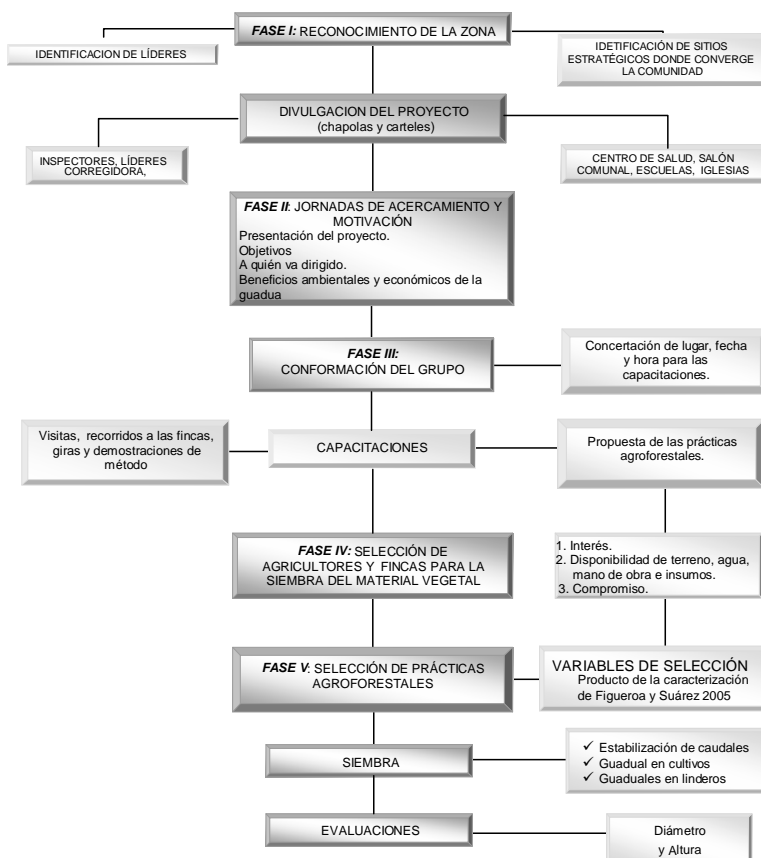 FASE I: RECONOCIMIENTO DE LA ZONA
IDENTIFICACION DE LÍDERES
IDETIFICACIÓN DE SITIOS
ESTRATÉGICOS DONDE CONVERGE
LA COMUNIDAD
DIVULGACION DEL PROYECTO
(chapolas y carteles)
INSPECTORES, LÍDERES
CORREGIDORA,
CENTRO DE SALUD, SALÓN
COMUNAL, ESCUELAS, IGLESIAS
FASE II: JORNADAS DE ACERCAMIENTO Y
MOTIVACIÓN
Presentación del proyecto.
Objetivos
A quién va dirigido.
Beneficios ambientales y económicos de la
guadua
FASE III:
CONFORMACIÓN DEL GRUPO
Concertación de lugar, fecha
y hora para las
capacitaciones.
Visitas, recorridos a las fincas,
giras y demostraciones de
método
CAPACITACIONES
Propuesta de las prácticas
agroforestales.
FASE IV: SELECCIÓN DE
AGRICULTORES Y FINCAS PARA LA
SIEMBRA DEL MATERIAL VEGETAL
1. Interés.
2. Disponibilidad de terreno, agua,
mano de obra e insumos.
3. Compromiso.
FASE V: SELECCIÓN DE PRÁCTICAS
AGROFORESTALES
VARIABLES DE SELECCIÓN
Producto de la caracterización
de Figueroa y Suárez 2005
SIEMBRA
✓ Estabilización de caudales
✓ Guadual en cultivos
✓ Guaduales en linderos
EVALUACIONES
Diámetro
y Altura